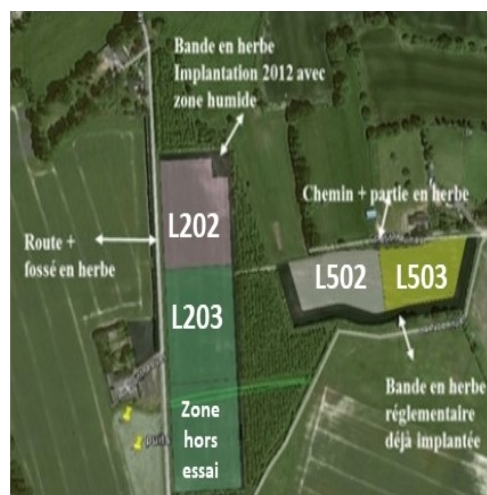 Bande en herbe
Implantation 2012 avec
zone humide
Chemin + partie en herbe
L202
Route +
fossé en herbe
L502
L503
L203
Bande en herbe
réglementaire
déjà implantée
Zone
hors
essai
puits